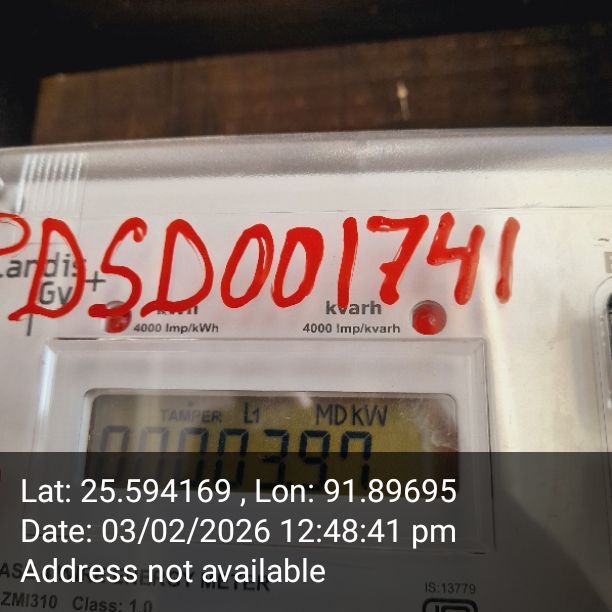 PDSD001741
Landis
Gyr+
kWh kvarh
4000 Imp/kWh 4000 Imp/kvarh
TAMPER L1 MD KW
Lat: 25.594169 , Lon: 91.89695
Date: 03/02/2026 12:48:41 pm
Address not available
ENERGY METER
ZMI310 Class: 1.0
IS:13779